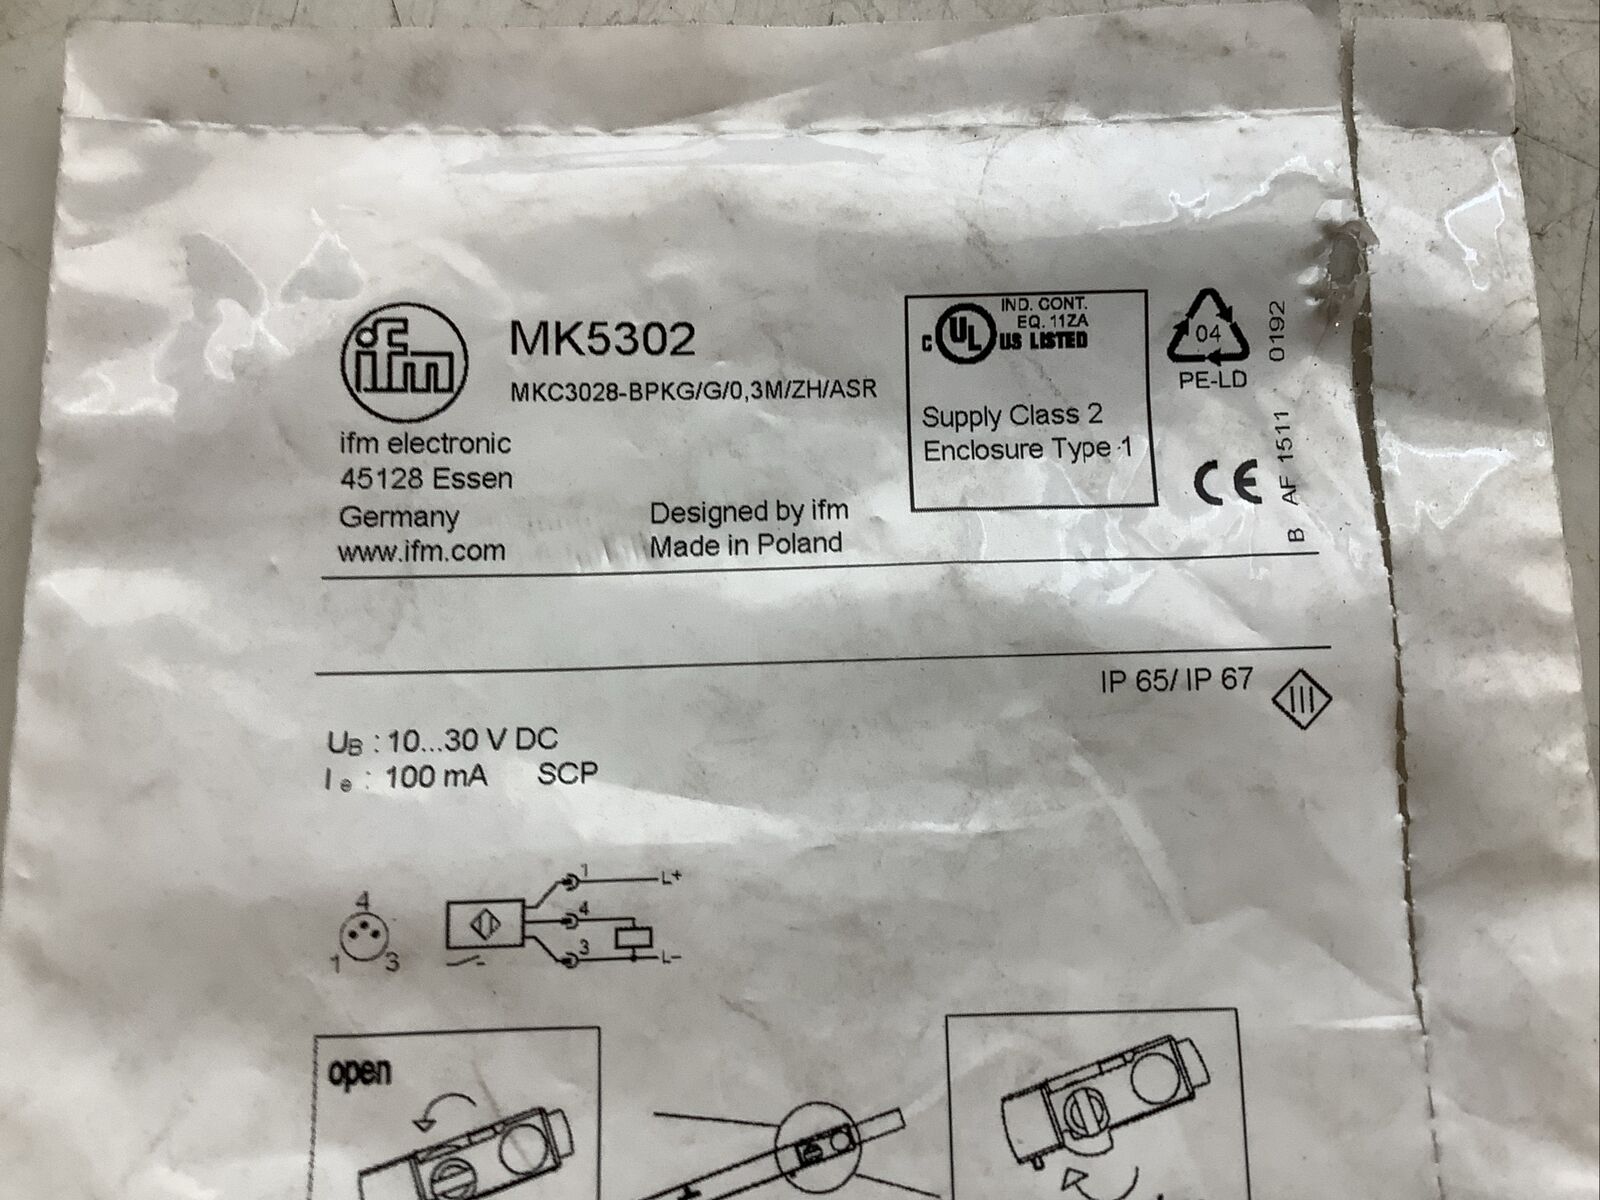 ifm
MK5302
MKC3028-BPKG/G/0,3M/ZH/ASR
ifm electronic
45128 Essen
Germany
www.ifm.com
Designed by ifm
Made in Poland
C UL US LISTED
IND. CONT.
EQ. 11ZA
Supply Class 2
Enclosure Type 1
04
PE-LD
CE
B AF 1511 0192
IP 65/ IP 67
III
UB : 10...30 V DC
Ie : 100 mA SCP
4
1 3
1 L+
4
3 L-
open